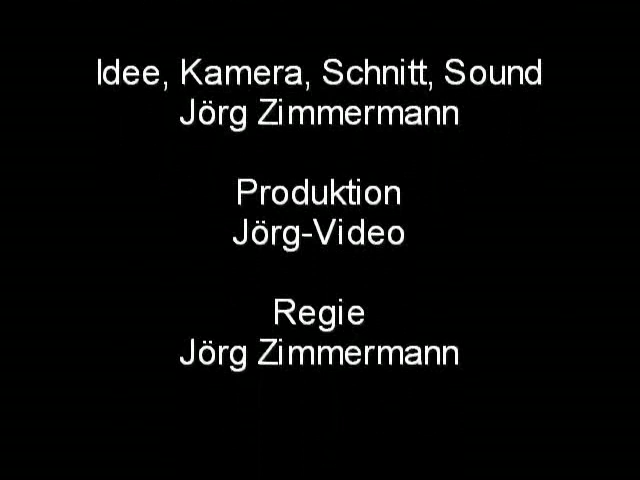 Idee, Kamera, Schnitt, Sound
Jörg Zimmermann
Produktion
Jörg-Video
Regie
Jörg Zimmermann